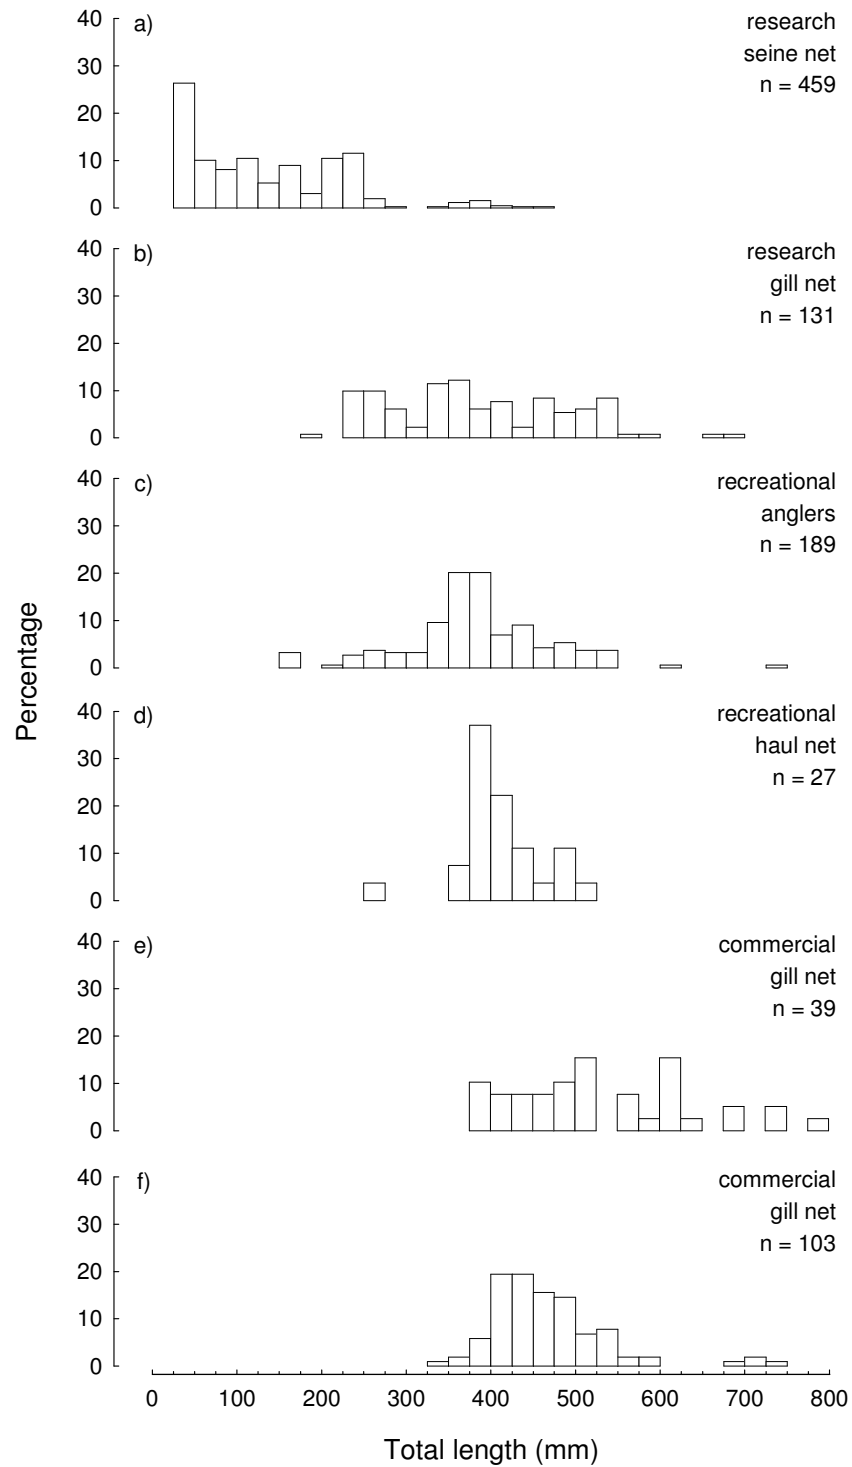 40
30
20
10
0
a)
research
seine net
n = 459
40
30
20
10
0
b)
research
gill net
n = 131
40
30
20
10
0
c)
recreational
anglers
n = 189
40
30
20
10
0
d)
recreational
haul net
n = 27
40
30
20
10
0
e)
commercial
gill net
n = 39
40
30
20
10
0
f)
commercial
gill net
n = 103
Percentage
0 100 200 300 400 500 600 700 800
Total length (mm)